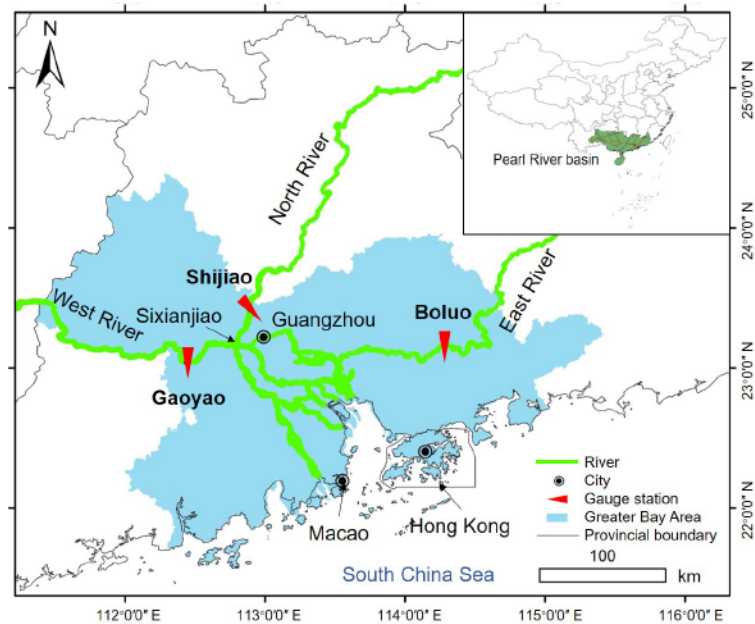 N
Pearl River basin
North River
Shijiao
Sixianjiao
West River
Guangzhou
Boluo
East River
Gaoyao
Macao
Hong Kong
South China Sea
River
City
Gauge station
Greater Bay Area
Provincial boundary
100
km
25°0'0" N
24°0'0" N
23°0'0" N
22°0'0" N
112°0'0" E
113°0'0" E
114°0'0" E
115°0'0" E
116°0'0" E